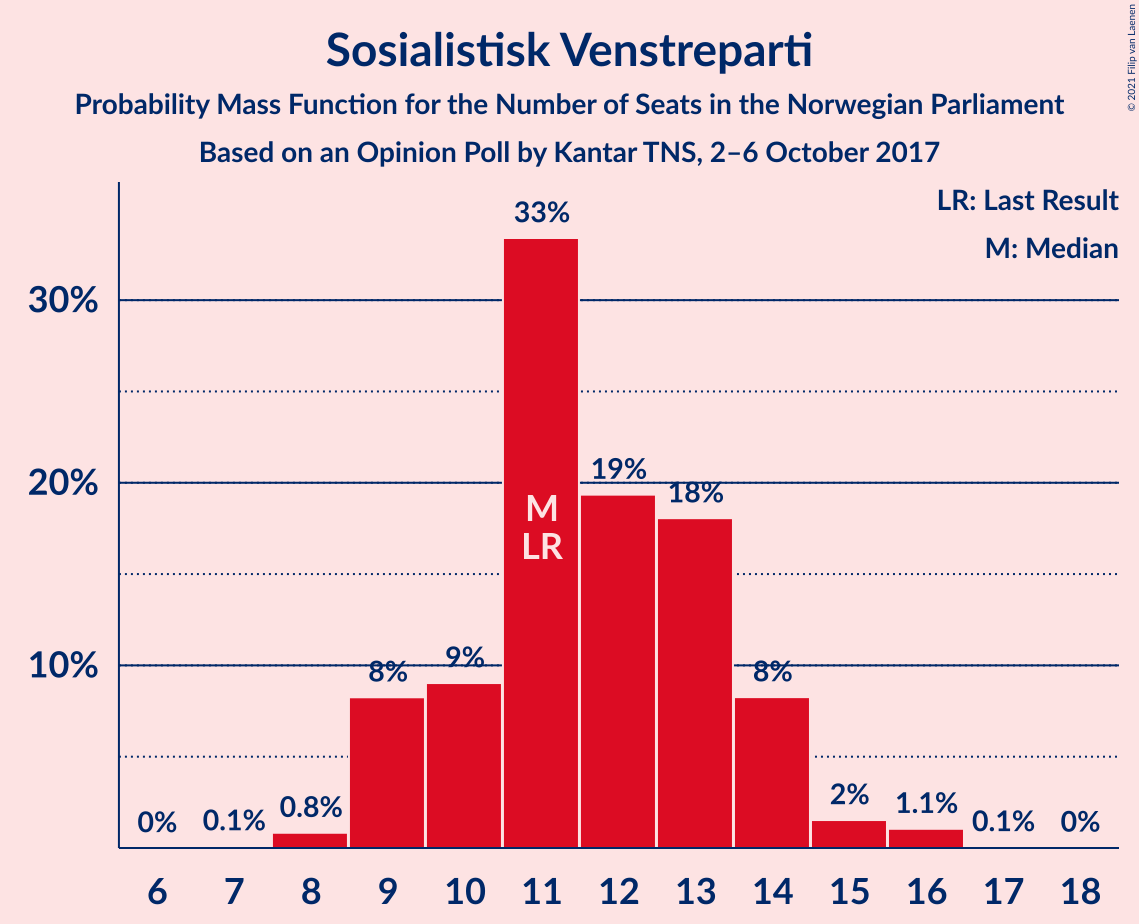 Sosialistisk Venstreparti
Probability Mass Function for the Number of Seats in the Norwegian Parliament
Based on an Opinion Poll by Kantar TNS, 2–6 October 2017
© 2021 Filip van Laenen
LR: Last Result
M: Median
33%
30%
20%
19%
18%
M
LR
10%
9%
8%
8%
0%
0.1%
0.8%
2%
1.1%
0.1%
0%
6 7 8 9 10 11 12 13 14 15 16 17 18